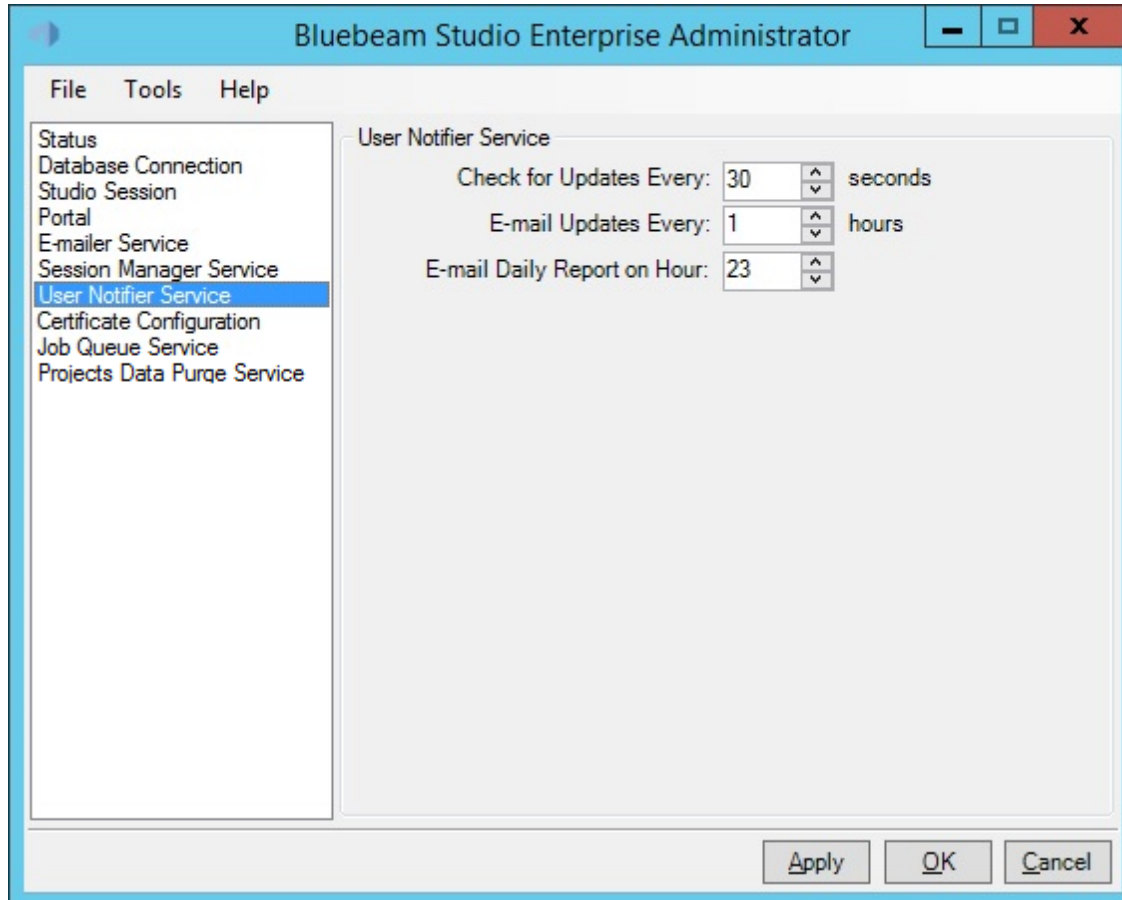 Bluebeam Studio Enterprise Administrator
File Tools Help
Status
Database Connection
Studio Session
Portal
E-mailer Service
Session Manager Service
User Notifier Service
Certificate Configuration
Job Queue Service
Projects Data Purge Service
User Notifier Service
Check for Updates Every: 30 seconds
E-mail Updates Every: 1 hours
E-mail Daily Report on Hour: 23
Apply OK Cancel